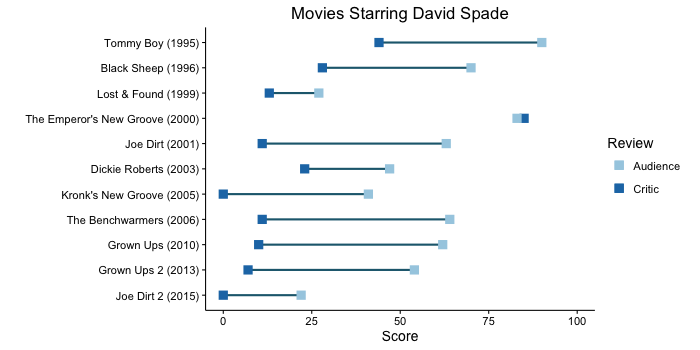 Movies Starring David Spade
Tommy Boy (1995)
Black Sheep (1996)
Lost & Found (1999)
The Emperor's New Groove (2000)
Joe Dirt (2001)
Dickie Roberts (2003)
Kronk's New Groove (2005)
The Benchwarmers (2006)
Grown Ups (2010)
Grown Ups 2 (2013)
Joe Dirt 2 (2015)
0 25 50 75 100
Score
Review
Audience
Critic